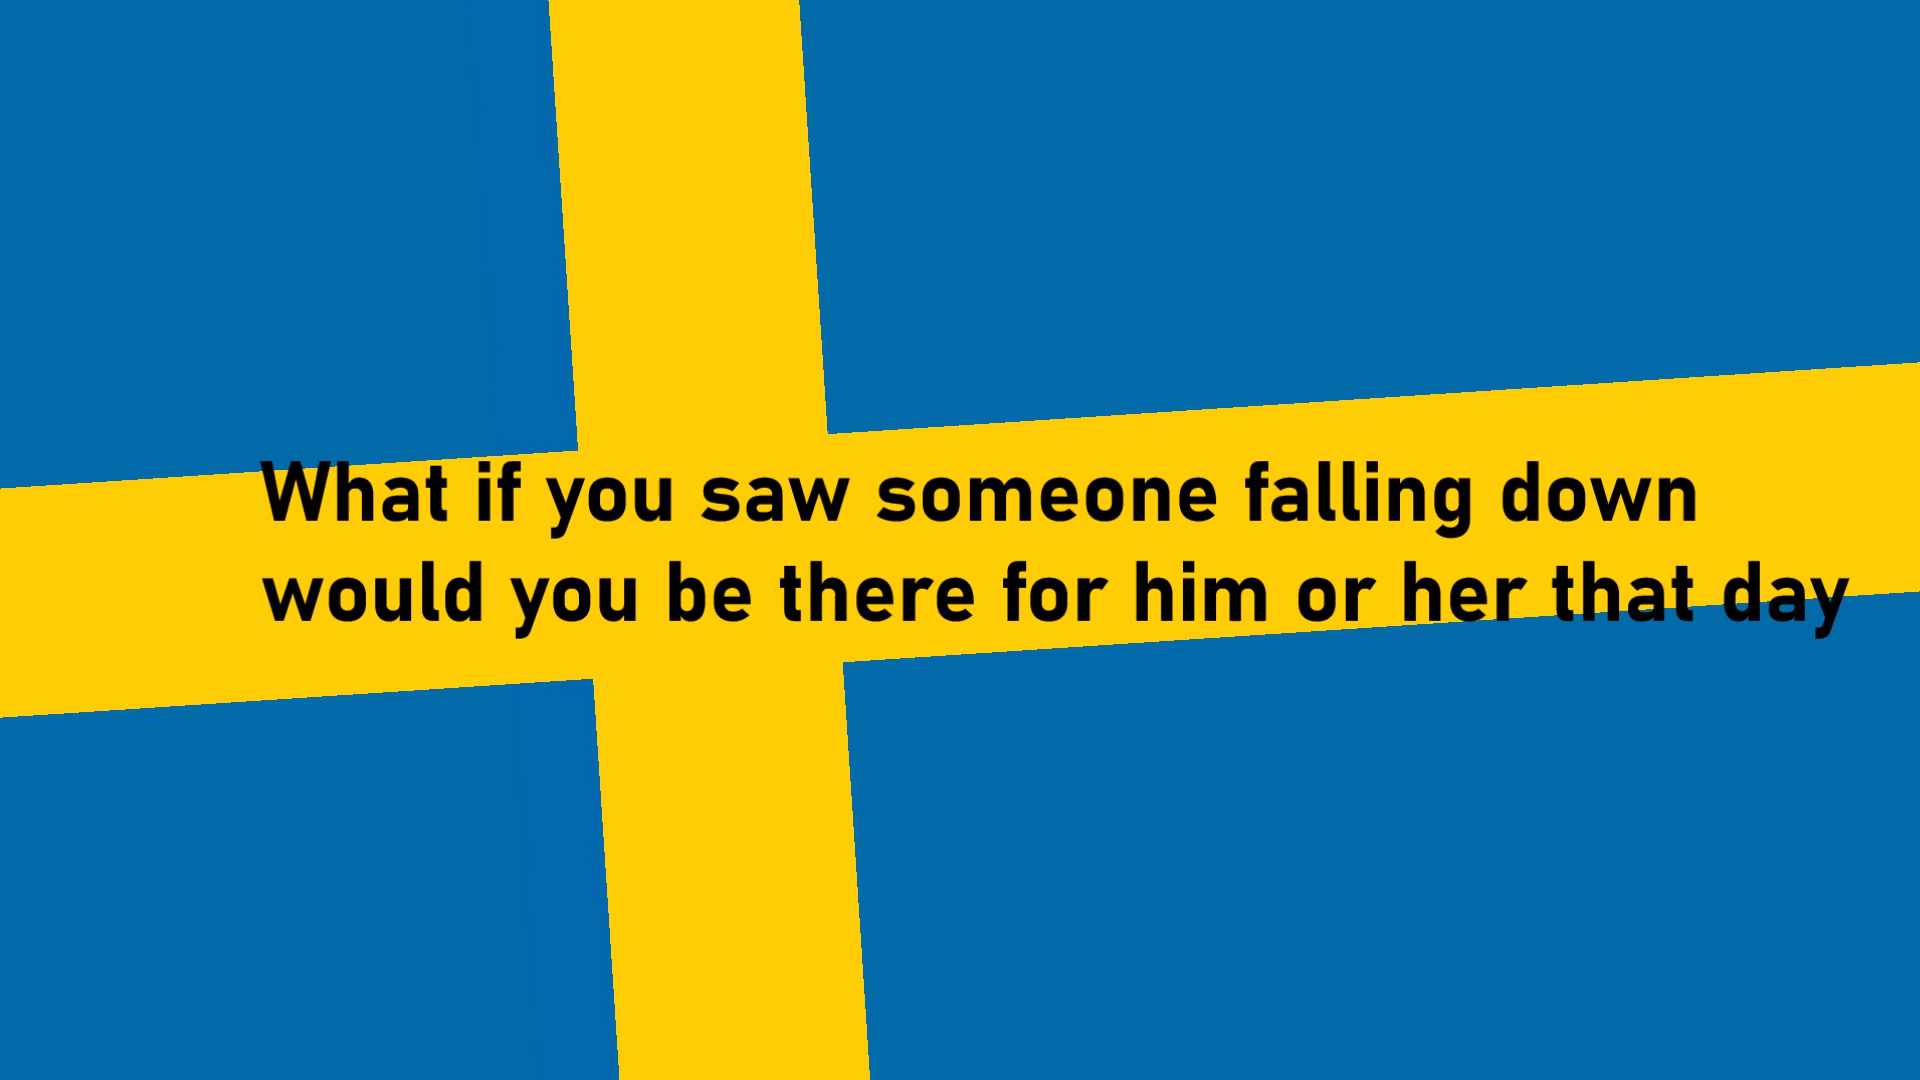 What if you saw someone falling down
would you be there for him or her that day